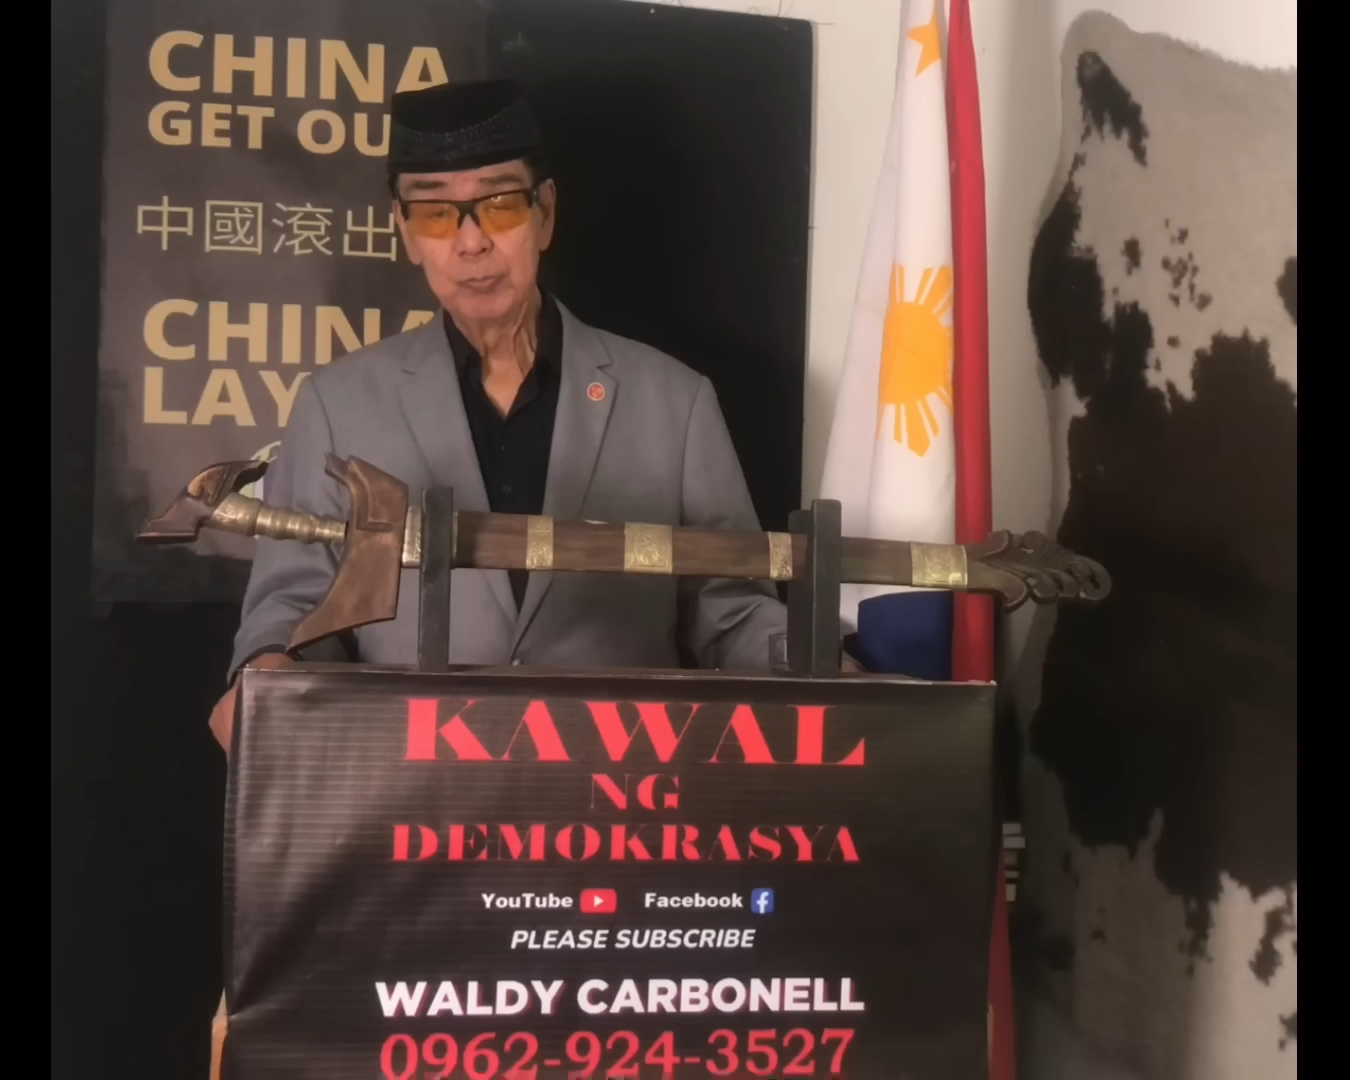 CHINA
GET OU
中國滾出
CHINA
LAY
KAWAL
NG
DEMOKRASYA
YouTube Facebook
PLEASE SUBSCRIBE
WALDY CARBONELL
0962-924-3527